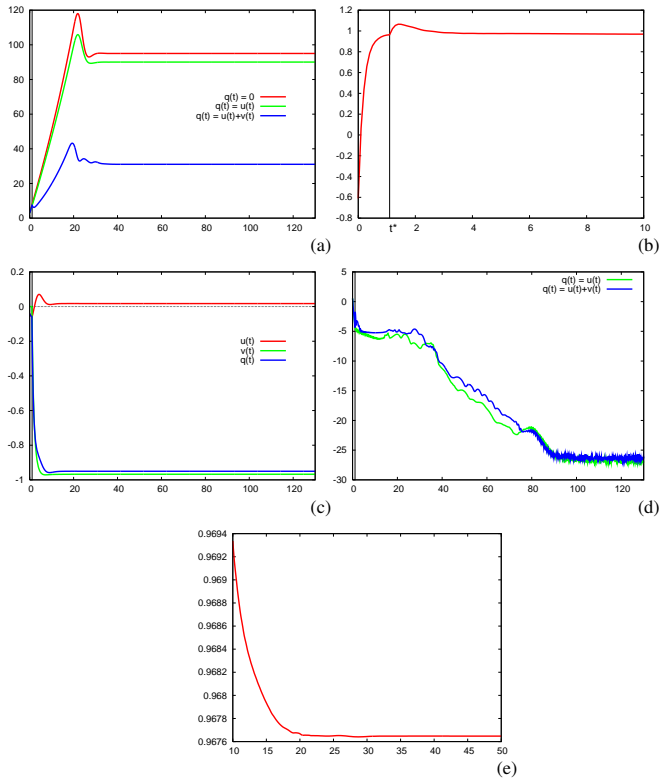 120
100
80
60
40
20
0
0 20 40 60 80 100 120
q(t) = 0
q(t) = u(t)
q(t) = u(t)+v(t)
(a)
1.2
1
0.8
0.6
0.4
0.2
0
-0.2
-0.4
-0.6
-0.8
0 t* 2 4 6 8 10
(b)
0.2
0
-0.2
-0.4
-0.6
-0.8
-1
0 20 40 60 80 100 120
u(t)
v(t)
q(t)
(c)
5
0
-5
-10
-15
-20
-25
-30
0 20 40 60 80 100 120
q(t) = u(t)
q(t) = u(t)+v(t)
(d)
0.9694
0.9692
0.969
0.9688
0.9686
0.9684
0.9682
0.968
0.9678
0.9676
10 15 20 25 30 35 40 45 50
(e)